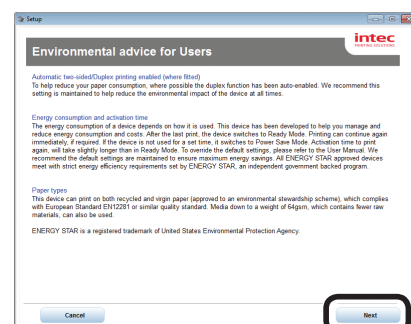 Setup
intec
PRINTING SOLUTIONS
Environmental advice for Users
Automatic two-sided/Duplex printing enabled (where fitted)
To help reduce your paper consumption, where possible the duplex function has been auto-enabled. We recommend this
setting is maintained to help reduce the environmental impact of the device at all times.
Energy consumption and activation time
The energy consumption of a device depends on how it is used. This device has been developed to help you manage and
reduce energy consumption and costs. After the last print, the device switches to Ready Mode. Printing can continue again
immediately, if required. If the device is not used for a set time, it switches to Power Save Mode. Activation time to print
again, will take slightly longer than in Ready Mode. To override the default settings, please refer to the User Manual. We
recommend the default settings are maintained to ensure maximum energy savings. All ENERGY STAR approved devices
meet with strict energy efficiency requirements set by ENERGY STAR, an independent government backed program.
Paper types
This device can print on both recycled and virgin paper (approved to an environmental stewardship scheme), which complies
with European Standard EN12281 or similar quality standard. Media down to a weight of 64gsm, which contains fewer raw
materials, can also be used.
ENERGY STAR is a registered trademark of United States Environmental Protection Agency.
Cancel
Next